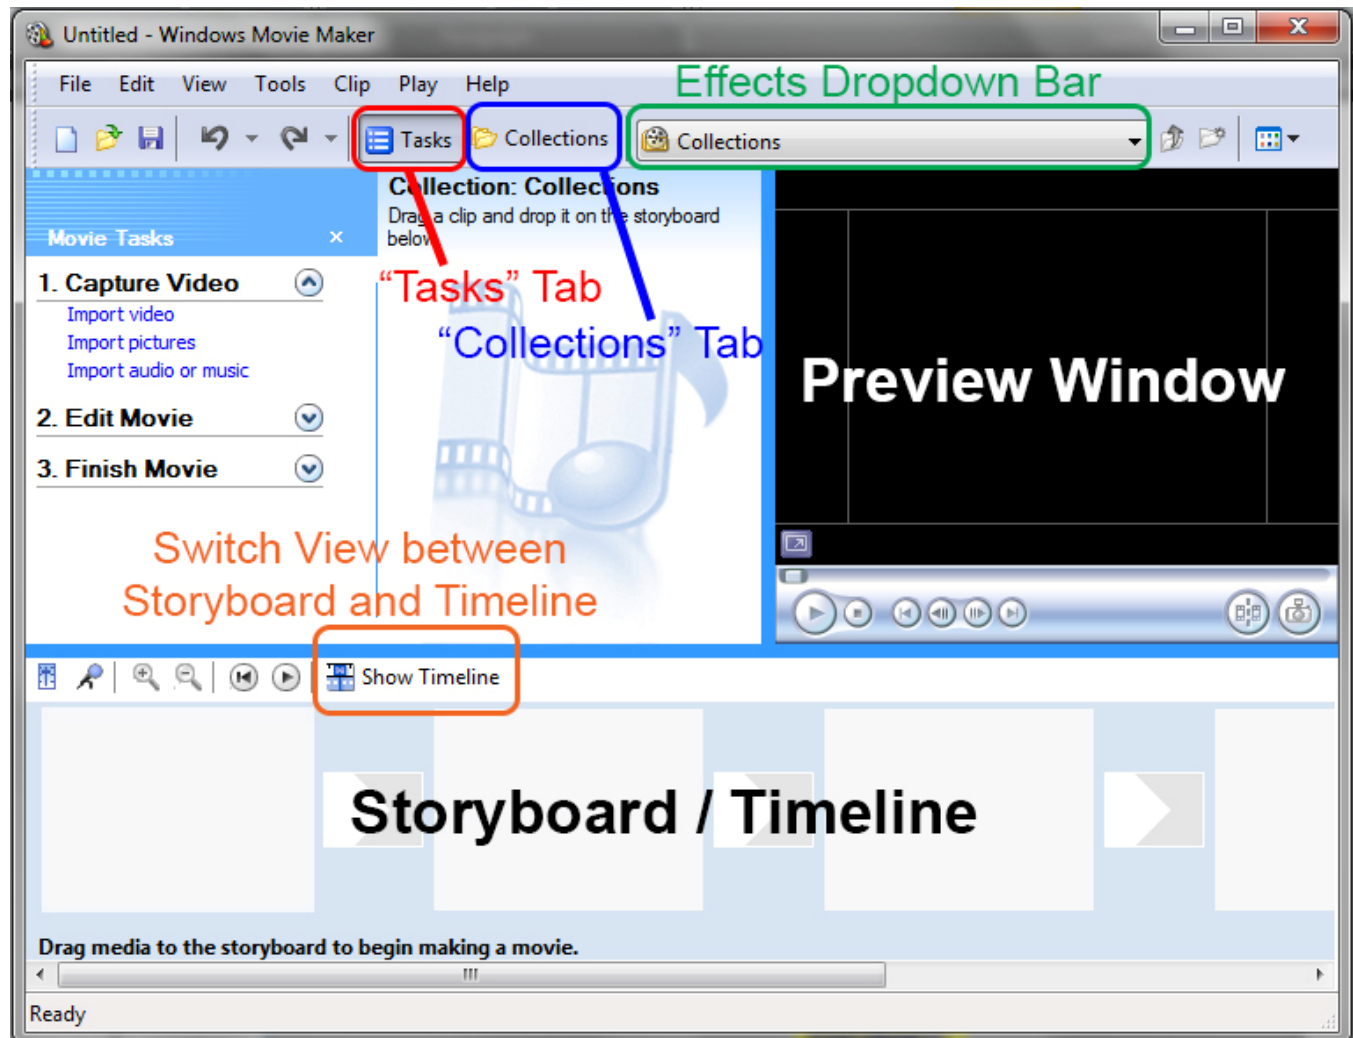 Untitled - Windows Movie Maker
File Edit View Tools Clip Play Help
Effects Dropdown Bar
Tasks Collections Collections
Collection: Collections
Drag a clip and drop it on the storyboard
below.
Movie Tasks
1. Capture Video
Import video
Import pictures
Import audio or music
2. Edit Movie
3. Finish Movie
“Tasks” Tab
“Collections” Tab
Preview Window
Switch View between
Storyboard and Timeline
Show Timeline
Storyboard / Timeline
Drag media to the storyboard to begin making a movie.
Ready